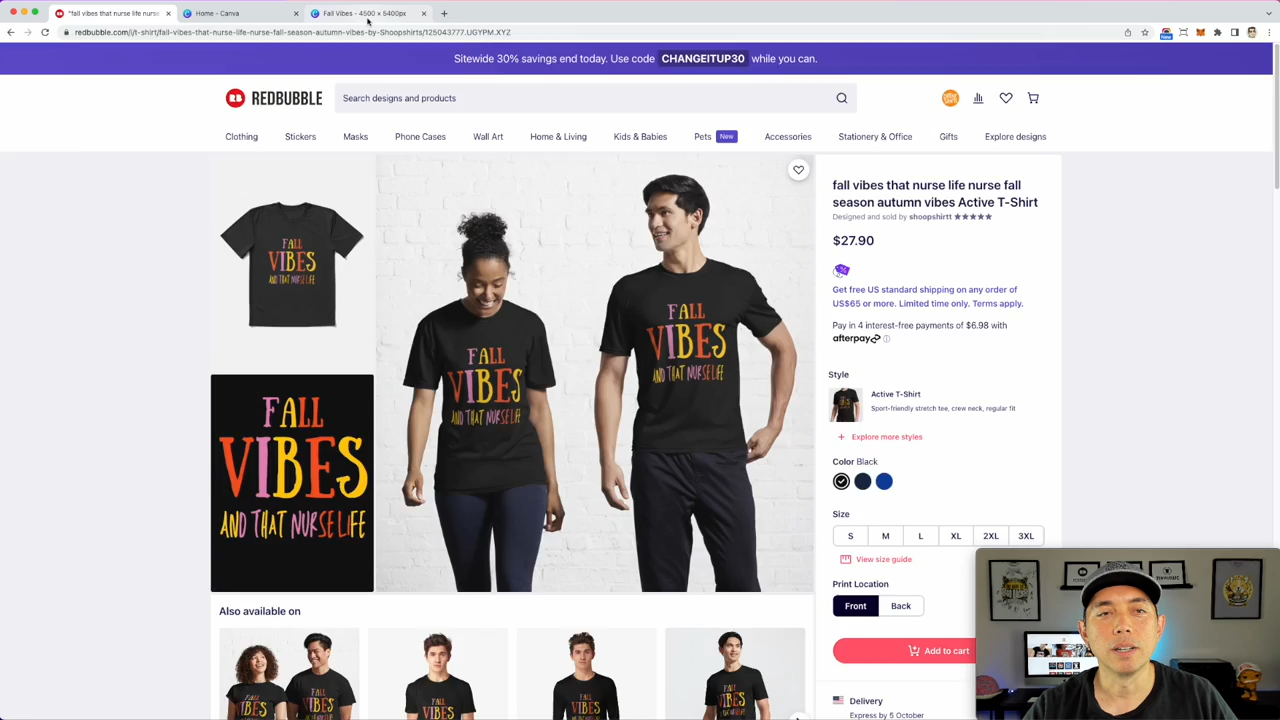 "fall vibes that nurse life nurse
Home - Canva
Fall Vibes - 4500 × 5400px
redbubble.com/i/t-shirt/fall-vibes-that-nurse-life-nurse-fall-season-autumn-vibes-by-Shoopshirts/125043777.UGYPM.XYZ
New
Sitewide 30% savings end today. Use code CHANGEITUP30 while you can.
REDBUBBLE
Search designs and products
Clothing
Stickers
Masks
Phone Cases
Wall Art
Home & Living
Kids & Babies
Pets New
Accessories
Stationery & Office
Gifts
Explore designs
FALL
VIBES
AND THAT NURSE LIFE
FALL
VIBES
AND THAT NURSE LIFE
FALL
VIBES
AND THAT NURSE LIFE
FALL
VIBES
AND THAT NURSE LIFE
fall vibes that nurse life nurse fall
season autumn vibes Active T-Shirt
Designed and sold by shoopshirtt ★★★★★
$27.90
Get free US standard shipping on any order of
US$65 or more. Limited time only. Terms apply.
Pay in 4 interest-free payments of $6.98 with
afterpay
Style
Active T-Shirt
Sport-friendly stretch tee, crew neck, regular fit
+ Explore more styles
Color Black
Size
S
M
L
XL
2XL
3XL
View size guide
Print Location
Front
Back
Add to cart
Delivery
Express by 5 October
Also available on